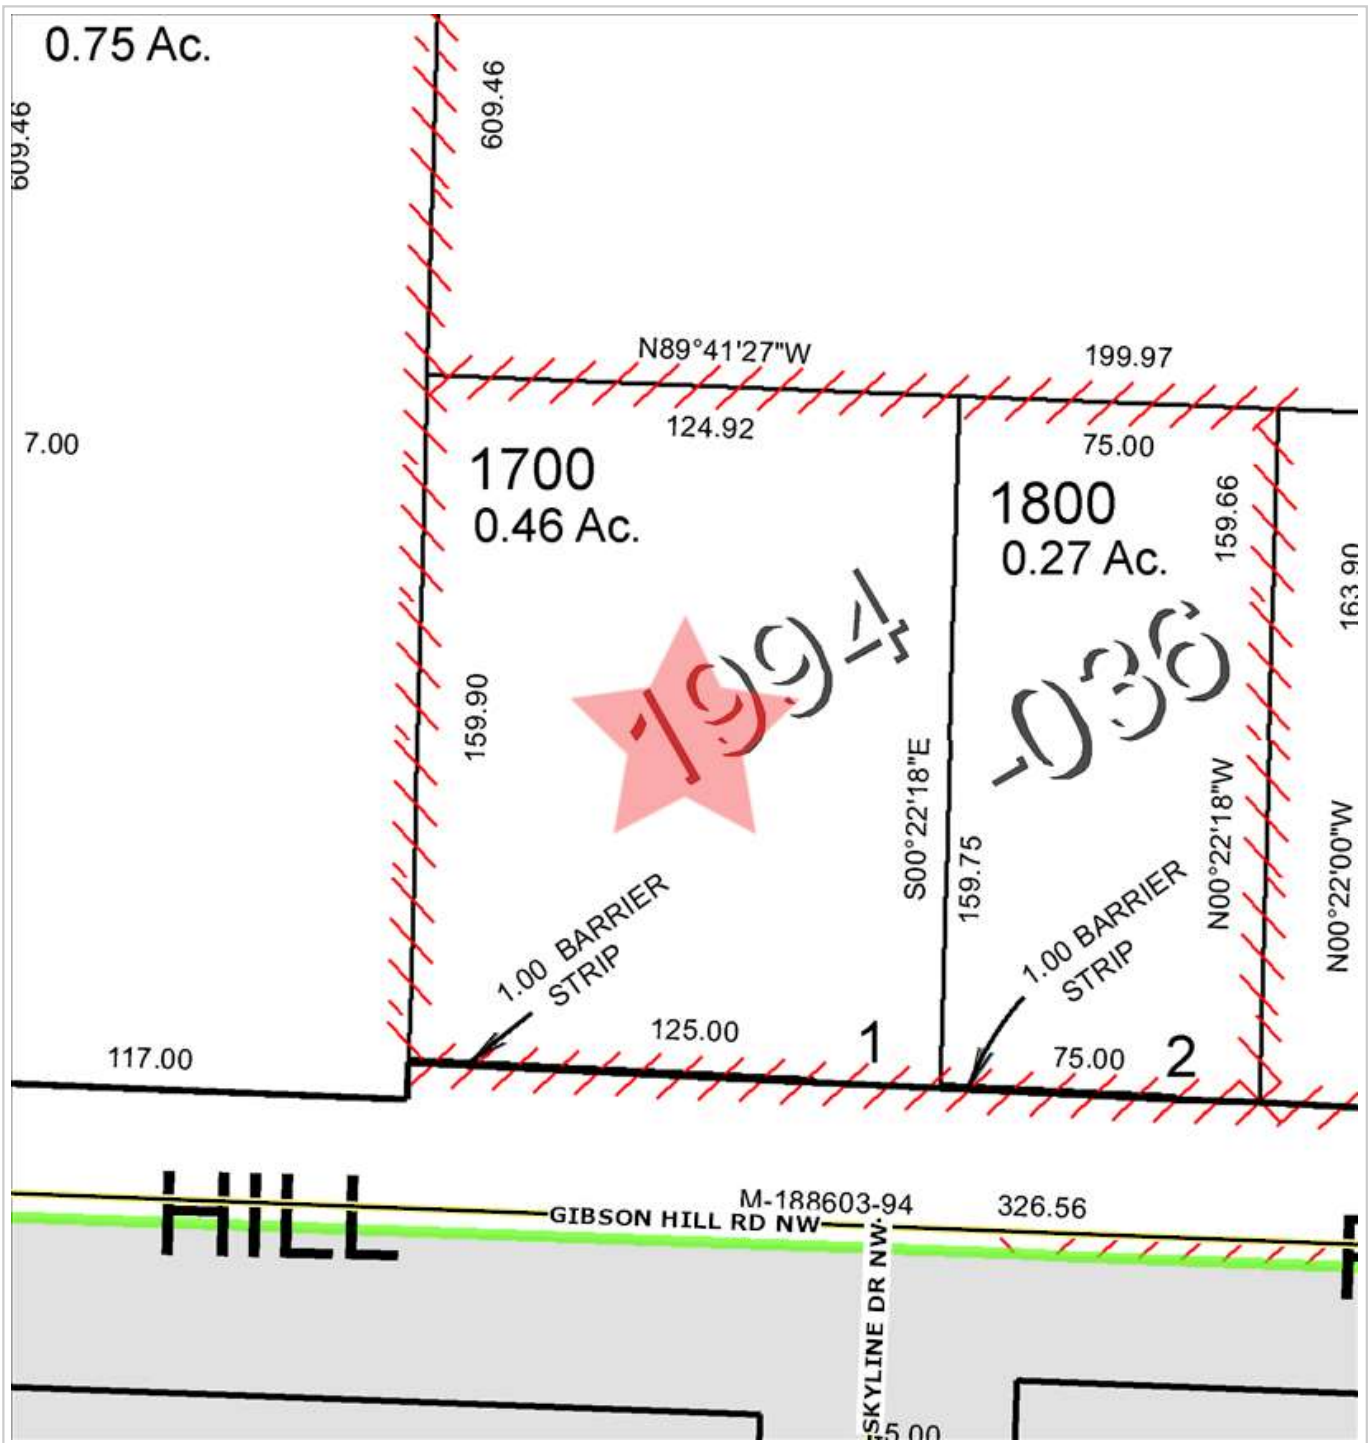 0.75 Ac.
609.46
609.46
N89°41'27"W
199.97
124.92
75.00
7.00
1700
0.46 Ac.
1800
0.27 Ac.
159.66
163.90
1994
-036
159.90
S00°22'18"E
159.75
N00°22'18"W
N00°22'00"W
1.00 BARRIER
STRIP
1.00 BARRIER
STRIP
125.00
1
75.00
2
117.00
HILL
M-188603-94
326.56
GIBSON HILL RD NW
SKYLINE DR NW
5.00